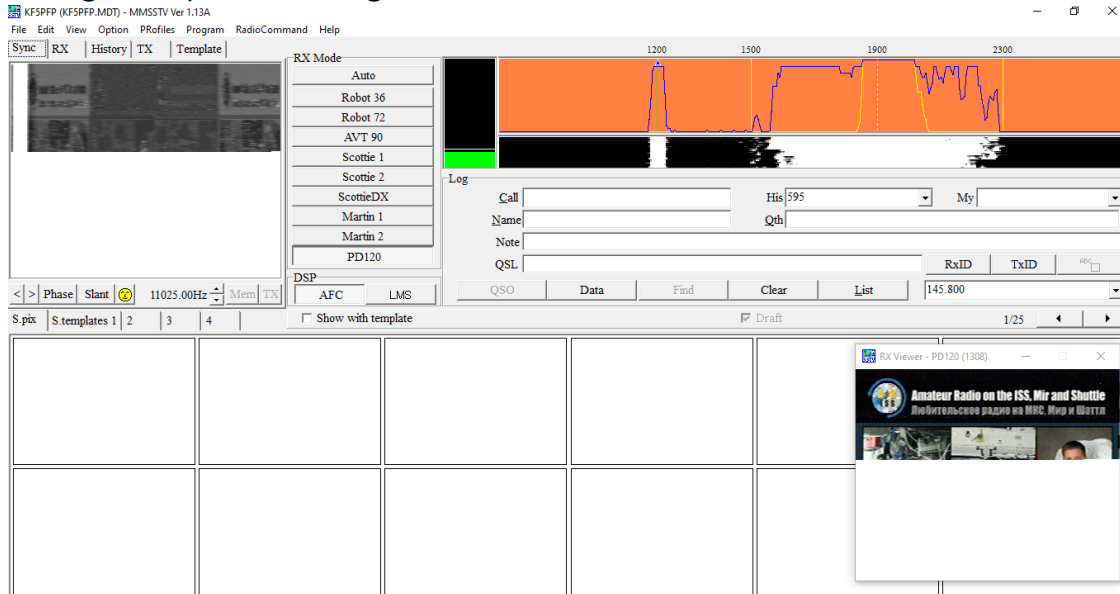 KF5PFP (KF5PFP.MDT) - MMSSTV Ver 1.13A
File Edit View Option PRofiles Program RadioCommand Help
Sync RX History TX Template
RX Mode
Auto
Robot 36
Robot 72
AVT 90
Scottie 1
Scottie 2
ScottieDX
Martin 1
Martin 2
PD120
DSP
AFC LMS
1200 1500 1900 2300
Log
Call His 595 My
Name Qth
Note
QSL RxID TxID ABC
QSO Data Find Clear List 145.800
< > Phase Slant 11025.00Hz Mem TX
S.pix S.templates 1 2 3 4 Show with template Draft 1/25
RX Viewer - PD120 (1308)
ISS
Amateur Radio on the ISS, Mir and Shuttle
Любительское радио на МКС, Мир и Шаттл